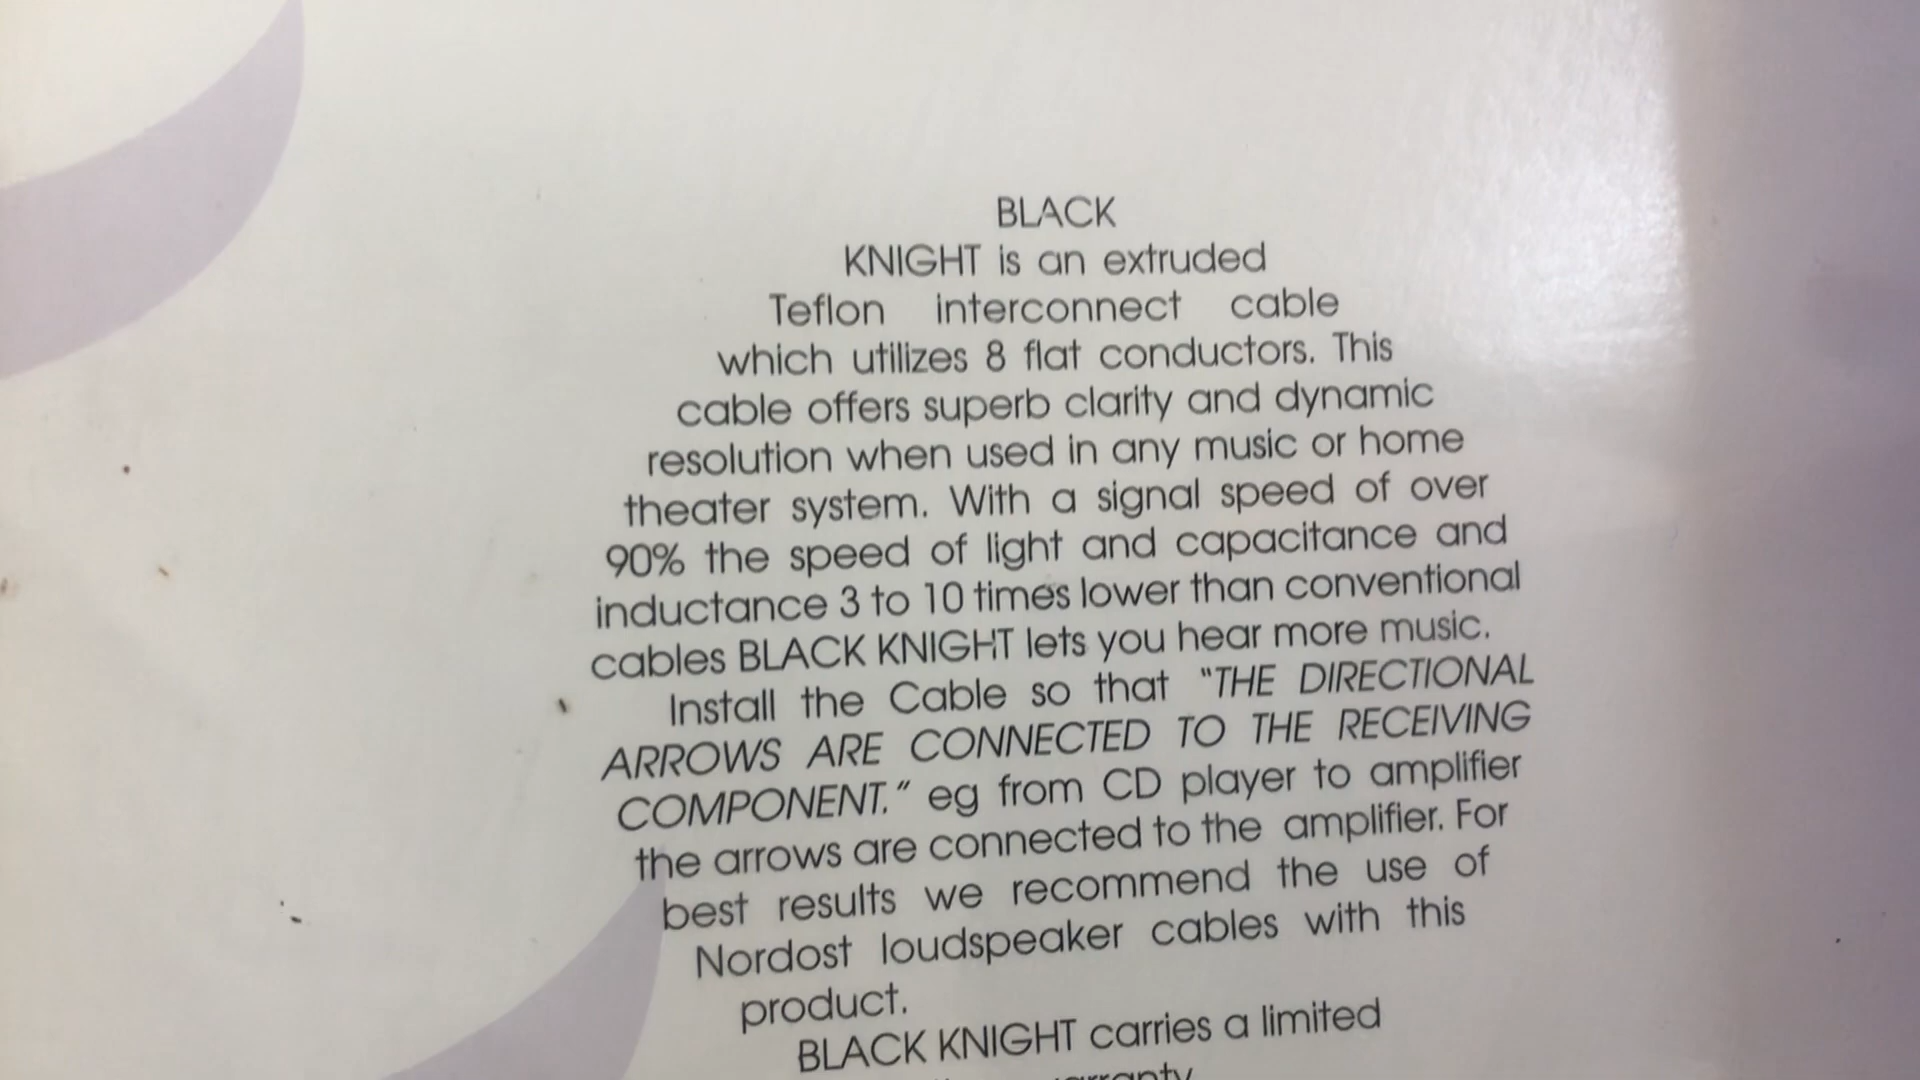 BLACK
KNIGHT is an extruded
Teflon interconnect cable
which utilizes 8 flat conductors. This
cable offers superb clarity and dynamic
resolution when used in any music or home
theater system. With a signal speed of over
90% the speed of light and capacitance and
inductance 3 to 10 times lower than conventional
cables BLACK KNIGHT lets you hear more music.
Install the Cable so that "THE DIRECTIONAL
ARROWS ARE CONNECTED TO THE RECEIVING
COMPONENT." eg from CD player to amplifier
the arrows are connected to the amplifier. For
best results we recommend the use of
Nordost loudspeaker cables with this
product.
BLACK KNIGHT carries a limited